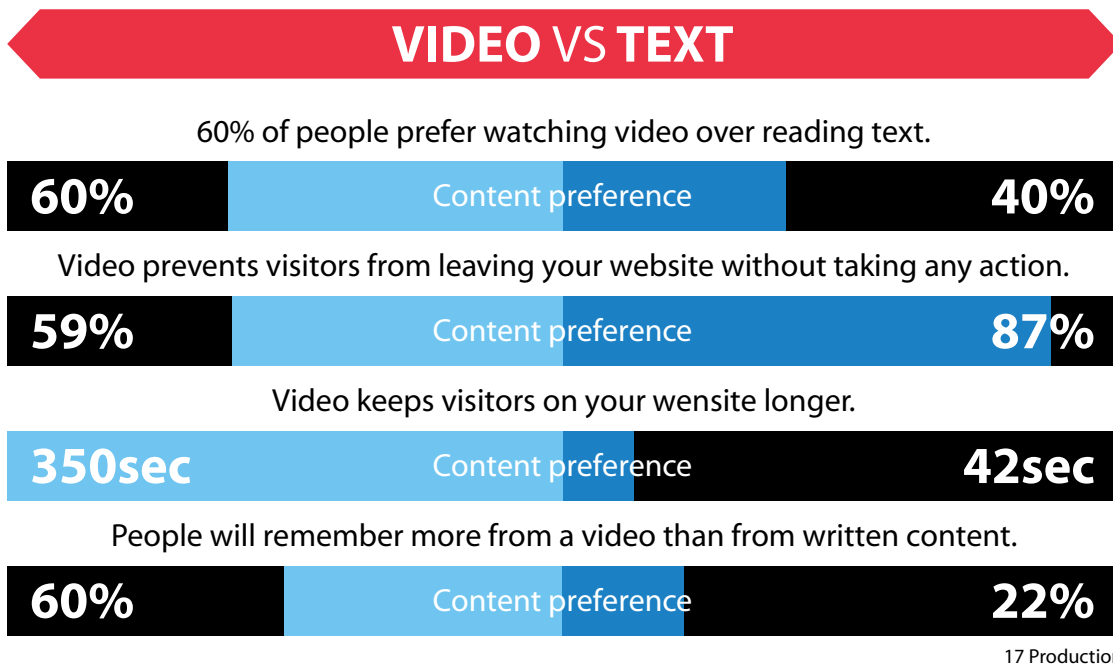 VIDEO VS TEXT
60% of people prefer watching video over reading text.
60% Content preference 40%
Video prevents visitors from leaving your website without taking any action.
59% Content preference 87%
Video keeps visitors on your wensite longer.
350sec Content preference 42sec
People will remember more from a video than from written content.
60% Content preference 22%
17 Production